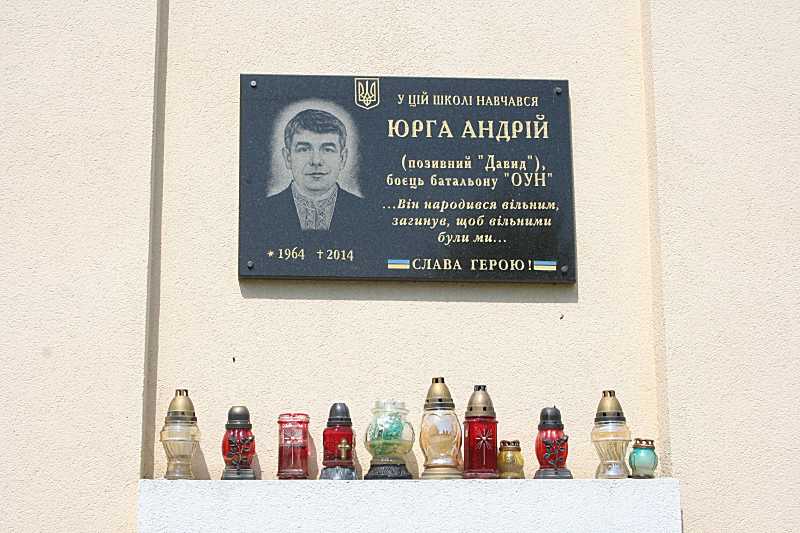 У ЦІЙ ШКОЛІ НАВЧАВСЯ
ЮРГА АНДРІЙ
(позивний "Давид"),
боєць батальону "ОУН"
...Він народився вільним,
загинув, щоб вільними
були ми...
* 1964 † 2014
СЛАВА ГЕРОЮ!